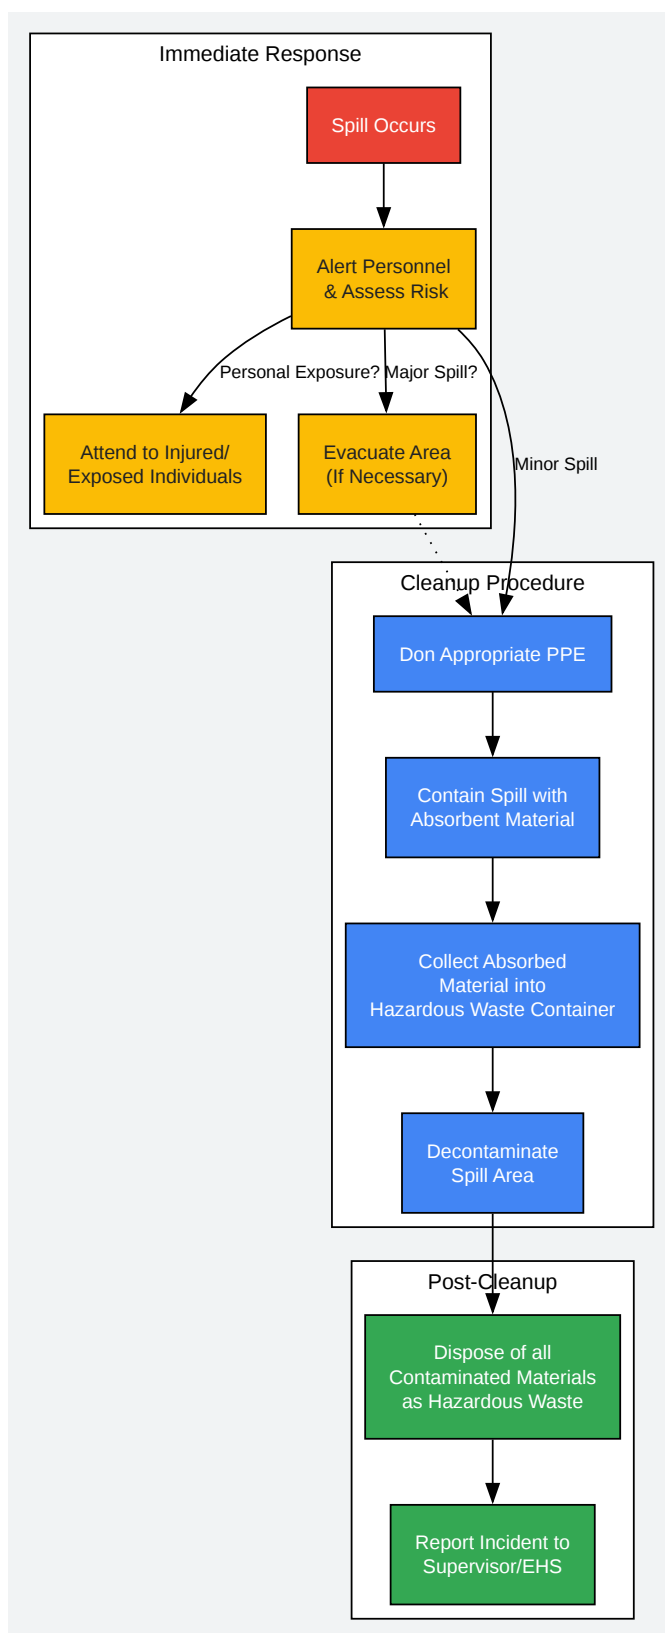 Immediate Response
Spill Occurs
Alert Personnel
& Assess Risk
Personal Exposure?
Major Spill?
Attend to Injured/
Exposed Individuals
Evacuate Area
(If Necessary)
Minor Spill
Cleanup Procedure
Don Appropriate PPE
Contain Spill with
Absorbent Material
Collect Absorbed
Material into
Hazardous Waste Container
Decontaminate
Spill Area
Post-Cleanup
Dispose of all
Contaminated Materials
as Hazardous Waste
Report Incident to
Supervisor/EHS